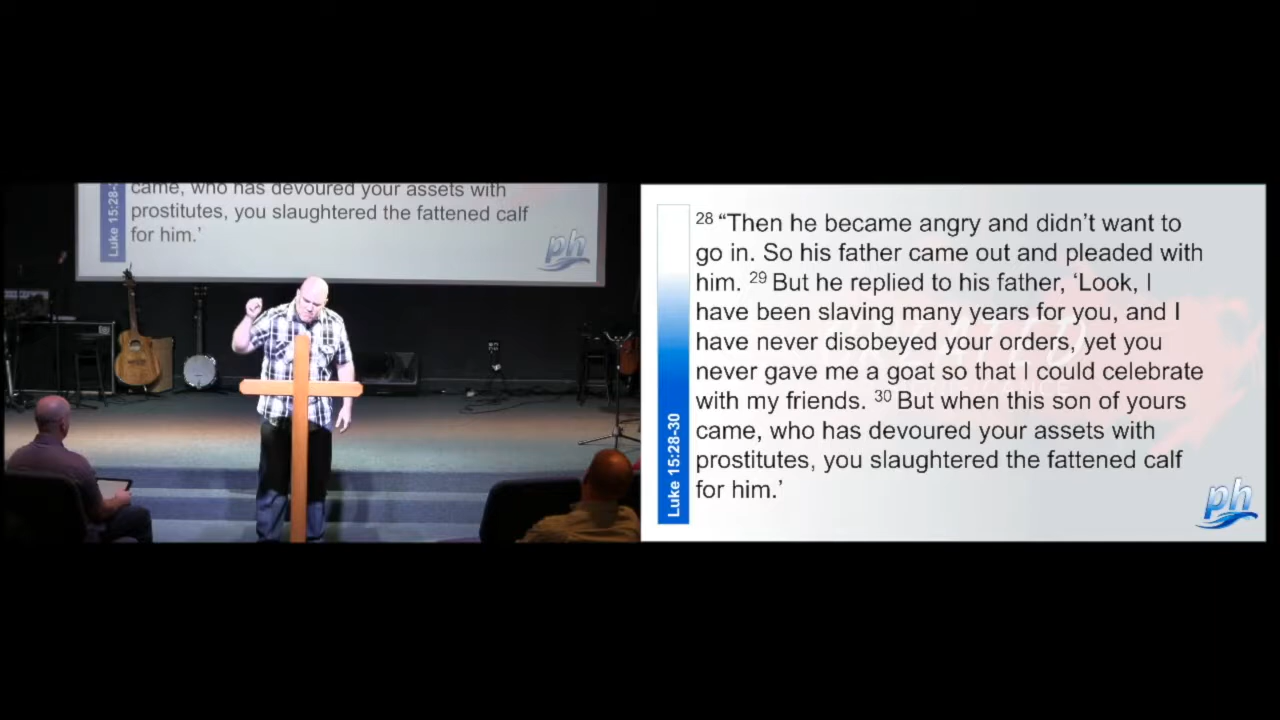 came, who has devoured your assets with
prostitutes, you slaughtered the fattened calf
for him.’
Luke 15:28-
ph
28 “Then he became angry and didn’t want to
go in. So his father came out and pleaded with
him. 29 But he replied to his father, ‘Look, I
have been slaving many years for you, and I
have never disobeyed your orders, yet you
never gave me a goat so that I could celebrate
with my friends. 30 But when this son of yours
came, who has devoured your assets with
prostitutes, you slaughtered the fattened calf
for him.’
Luke 15:28-30
ph